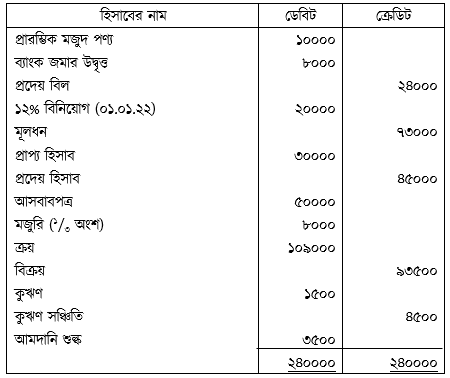 হিসাবের নাম ডেবিট ক্রেডিট
প্রারম্ভিক মজুদ পণ্য ১০০০০
ব্যাংক জমার উদ্বৃত্ত ৮০০০
প্রদেয় বিল ২৪০০০
১২% বিনিয়োগ (০১.০১.২২) ২০০০০
মূলধন ৭৩০০০
প্রাপ্য হিসাব ৩০০০০
প্রদেয় হিসাব ৪৫০০০
আসবাবপত্র ৫০০০০
মজুরি (১/৩ অংশ) ৮০০০
ক্রয় ১০৯০০০
বিক্রয় ৯৩৫০০
কুঋণ ১৫০০
কুঋণ সঞ্চিতি ৪৫০০
আমদানি শুল্ক ৩৫০০
২৪০০০০ ২৪০০০০